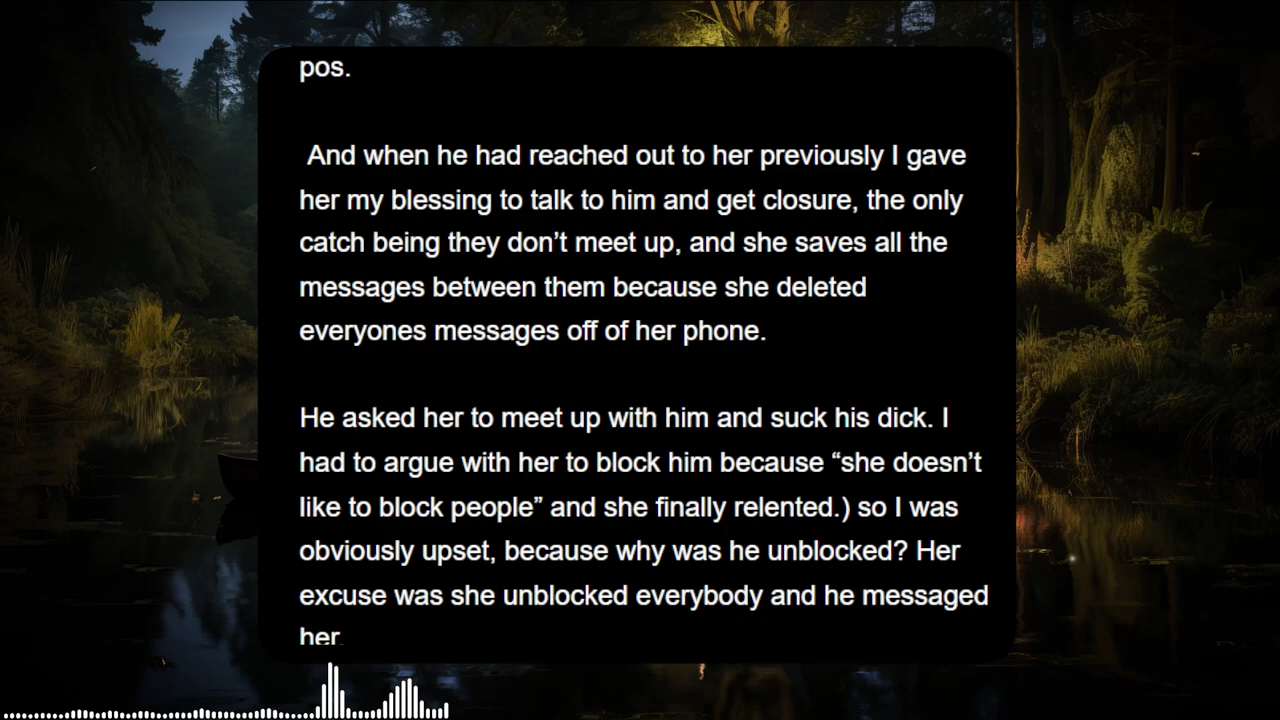 pos.
And when he had reached out to her previously I gave
her my blessing to talk to him and get closure, the only
catch being they don’t meet up, and she saves all the
messages between them because she deleted
everyones messages off of her phone.
He asked her to meet up with him and suck his dick. I
had to argue with her to block him because “she doesn’t
like to block people” and she finally relented.) so I was
obviously upset, because why was he unblocked? Her
excuse was she unblocked everybody and he messaged
her.